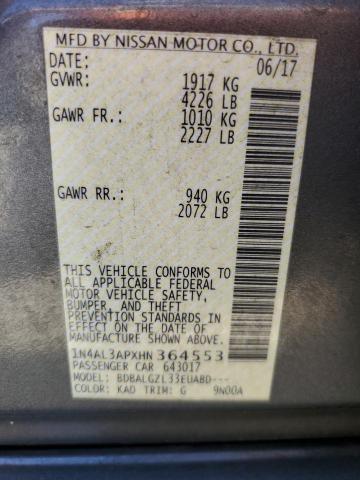 MFD BY NISSAN MOTOR CO., LTD.
DATE: 06/17
GVWR: 1917 KG
4226 LB
GAWR FR.: 1010 KG
2227 LB
GAWR RR.: 940 KG
2072 LB
THIS VEHICLE CONFORMS TO
ALL APPLICABLE FEDERAL
MOTOR VEHICLE SAFETY,
BUMPER, AND THEFT
PREVENTION STANDARDS IN
EFFECT ON THE DATE OF
MANUFACTURE SHOWN ABOVE.
1N4AL3APXHN 364553
PASSENGER CAR 643017
MODEL: BDBALGZL33EUABD---
COLOR: KAD TRIM: G 9N00A